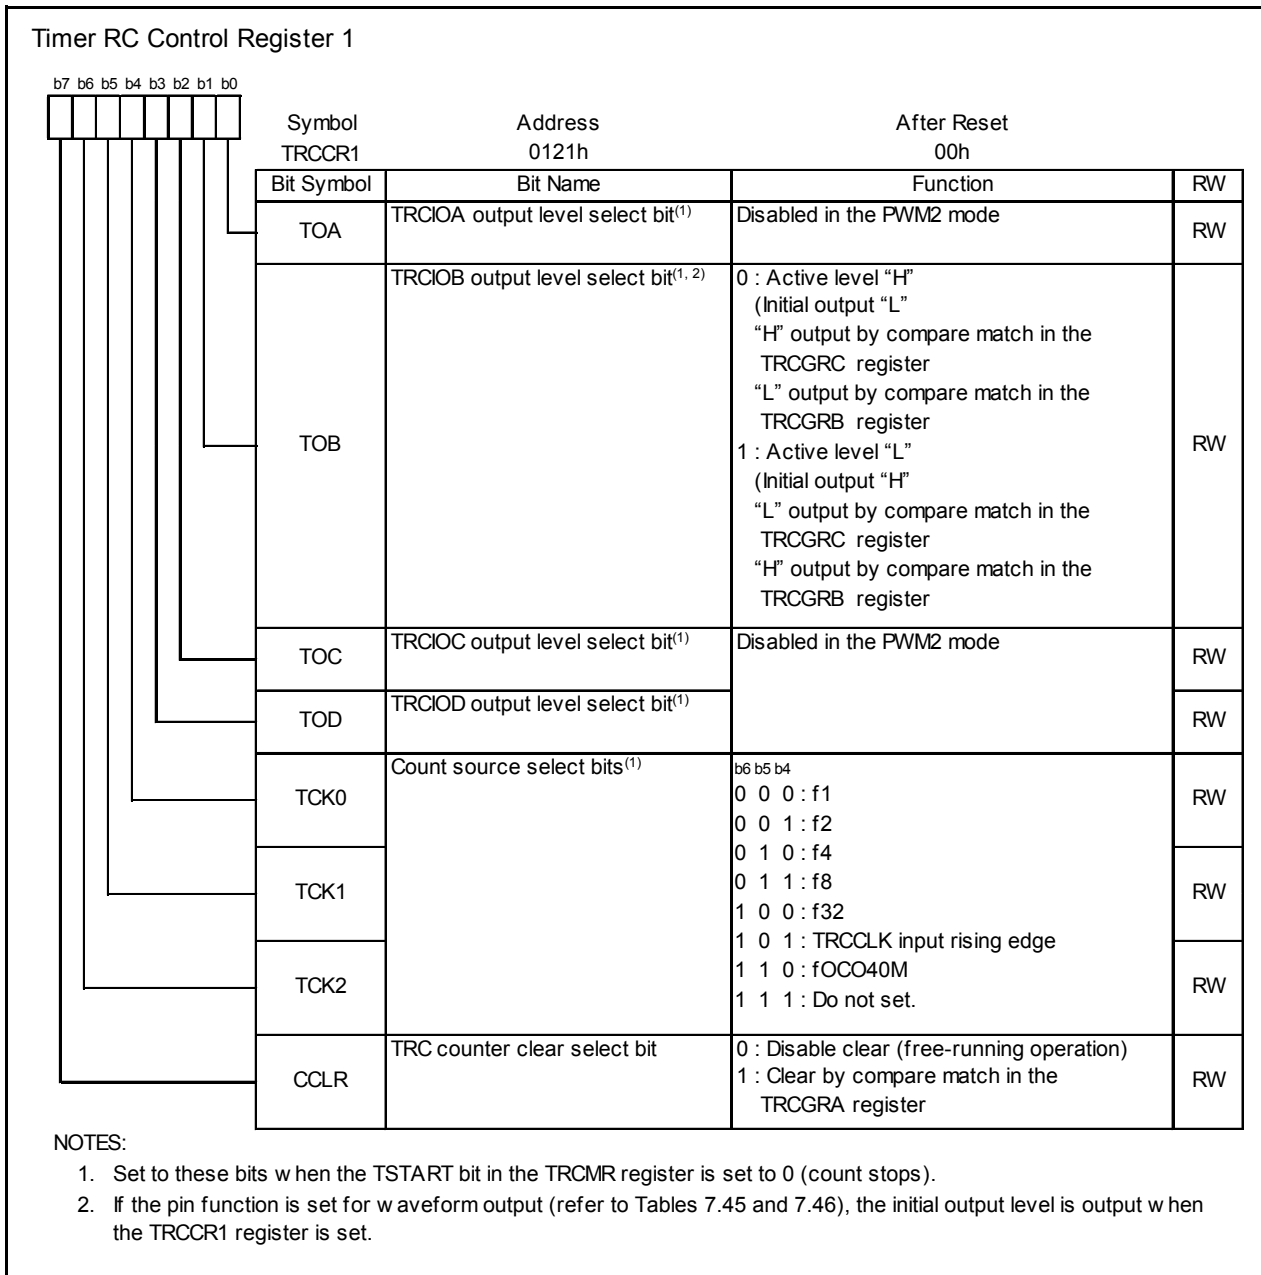 Timer RC Control Register 1
b7 b6 b5 b4 b3 b2 b1 b0
Symbol Address After Reset
TRCCR1 0121h 00h
Bit Symbol Bit Name Function RW
TOA TRCIOA output level select bit(1) Disabled in the PWM2 mode RW
TOB TRCIOB output level select bit(1, 2) 0 : Active level “H”
(Initial output “L”
“H” output by compare match in the
TRCGRC register
“L” output by compare match in the
TRCGRB register
1 : Active level “L”
(Initial output “H”
“L” output by compare match in the
TRCGRC register
“H” output by compare match in the
TRCGRB register
RW
TOC TRCIOC output level select bit(1) Disabled in the PWM2 mode RW
TOD TRCIOD output level select bit(1) RW
Count source select bits(1) b6 b5 b4
TCK0 0 0 0 : f1 RW
0 0 1 : f2
0 1 0 : f4
TCK1 0 1 1 : f8 RW
1 0 0 : f32
1 0 1 : TRCCLK input rising edge
TCK2 1 1 0 : fOCO40M RW
1 1 1 : Do not set.
CCLR TRC counter clear select bit 0 : Disable clear (free-running operation)
1 : Clear by compare match in the
TRCGRA register
RW
NOTES:
1. Set to these bits when the TSTART bit in the TRCMR register is set to 0 (count stops).
2. If the pin function is set for waveform output (refer to Tables 7.45 and 7.46), the initial output level is output when
the TRCCR1 register is set.